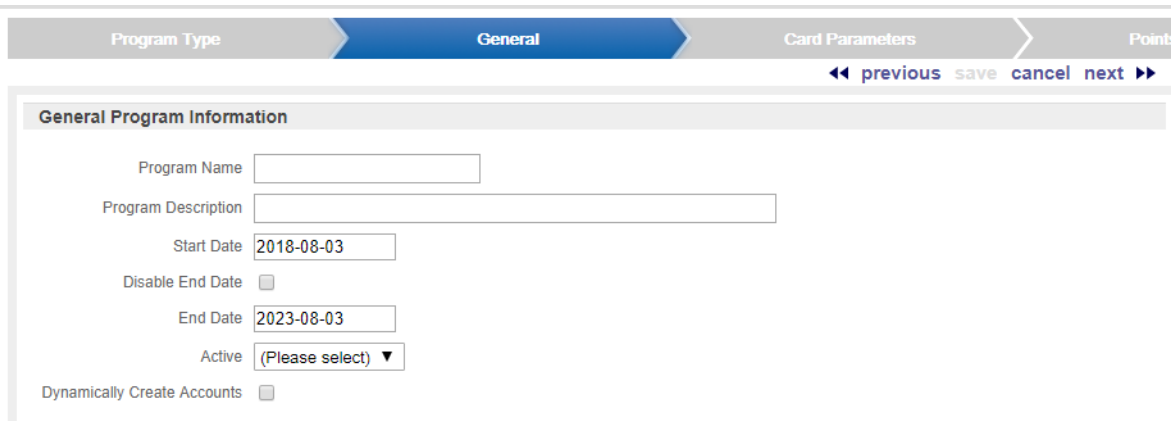 Program Type General Card Parameters Points
previous save cancel next
General Program Information
Program Name
Program Description
Start Date 2018-08-03
Disable End Date
End Date 2023-08-03
Active (Please select)
Dynamically Create Accounts